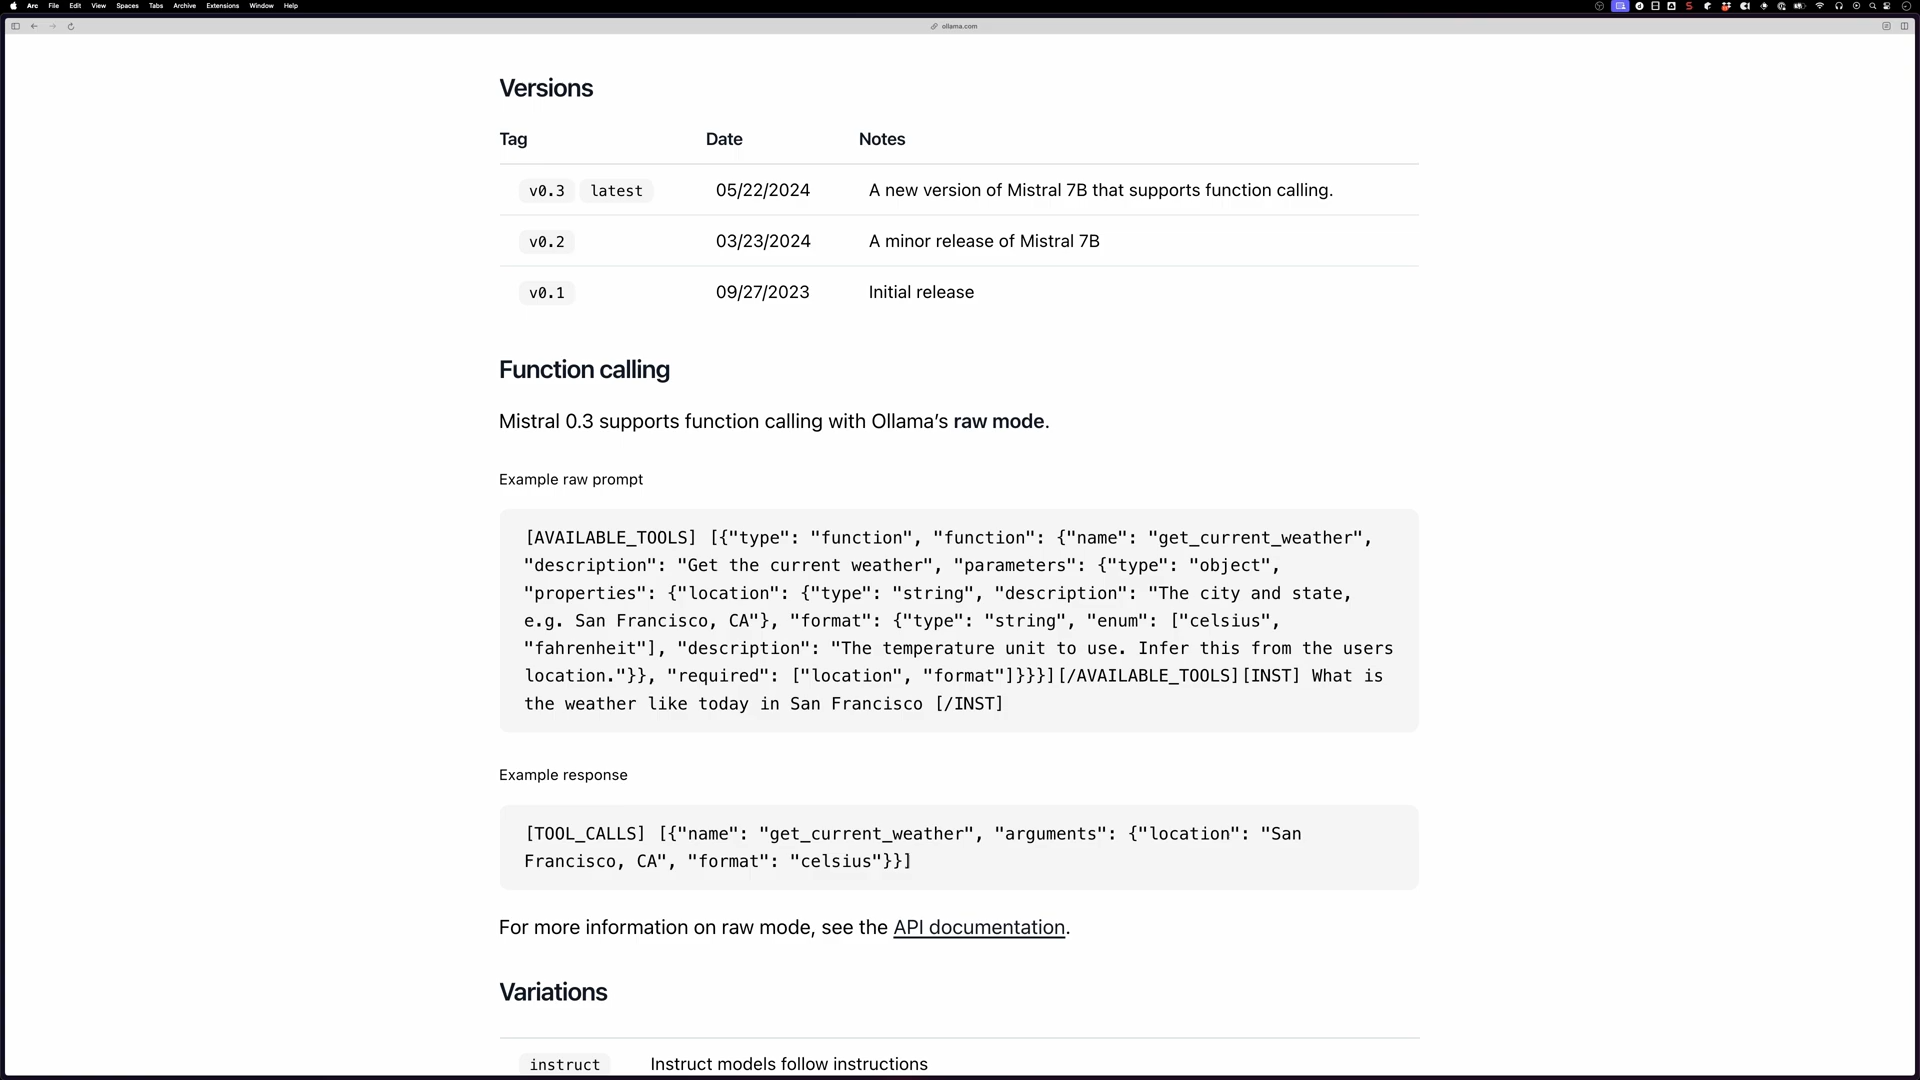 Arc File Edit View Spaces Tabs Archive Extensions Window Help
ollama.com
Versions
Tag Date Notes
v0.3 latest 05/22/2024 A new version of Mistral 7B that supports function calling.
v0.2 03/23/2024 A minor release of Mistral 7B
v0.1 09/27/2023 Initial release
Function calling
Mistral 0.3 supports function calling with Ollama’s raw mode.
Example raw prompt
[AVAILABLE_TOOLS] [{"type": "function", "function": {"name": "get_current_weather",
"description": "Get the current weather", "parameters": {"type": "object",
"properties": {"location": {"type": "string", "description": "The city and state,
e.g. San Francisco, CA"}, "format": {"type": "string", "enum": ["celsius",
"fahrenheit"], "description": "The temperature unit to use. Infer this from the users
location."}}, "required": ["location", "format"]}}}][/AVAILABLE_TOOLS][INST] What is
the weather like today in San Francisco [/INST]
Example response
[TOOL_CALLS] [{"name": "get_current_weather", "arguments": {"location": "San
Francisco, CA", "format": "celsius"}}]
For more information on raw mode, see the API documentation.
Variations
instruct Instruct models follow instructions